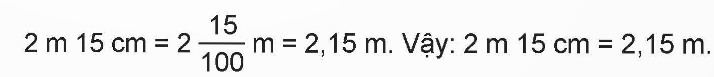 2 m 15 cm = 2 15/100 m = 2,15 m. Vậy: 2 m 15 cm = 2,15 m.